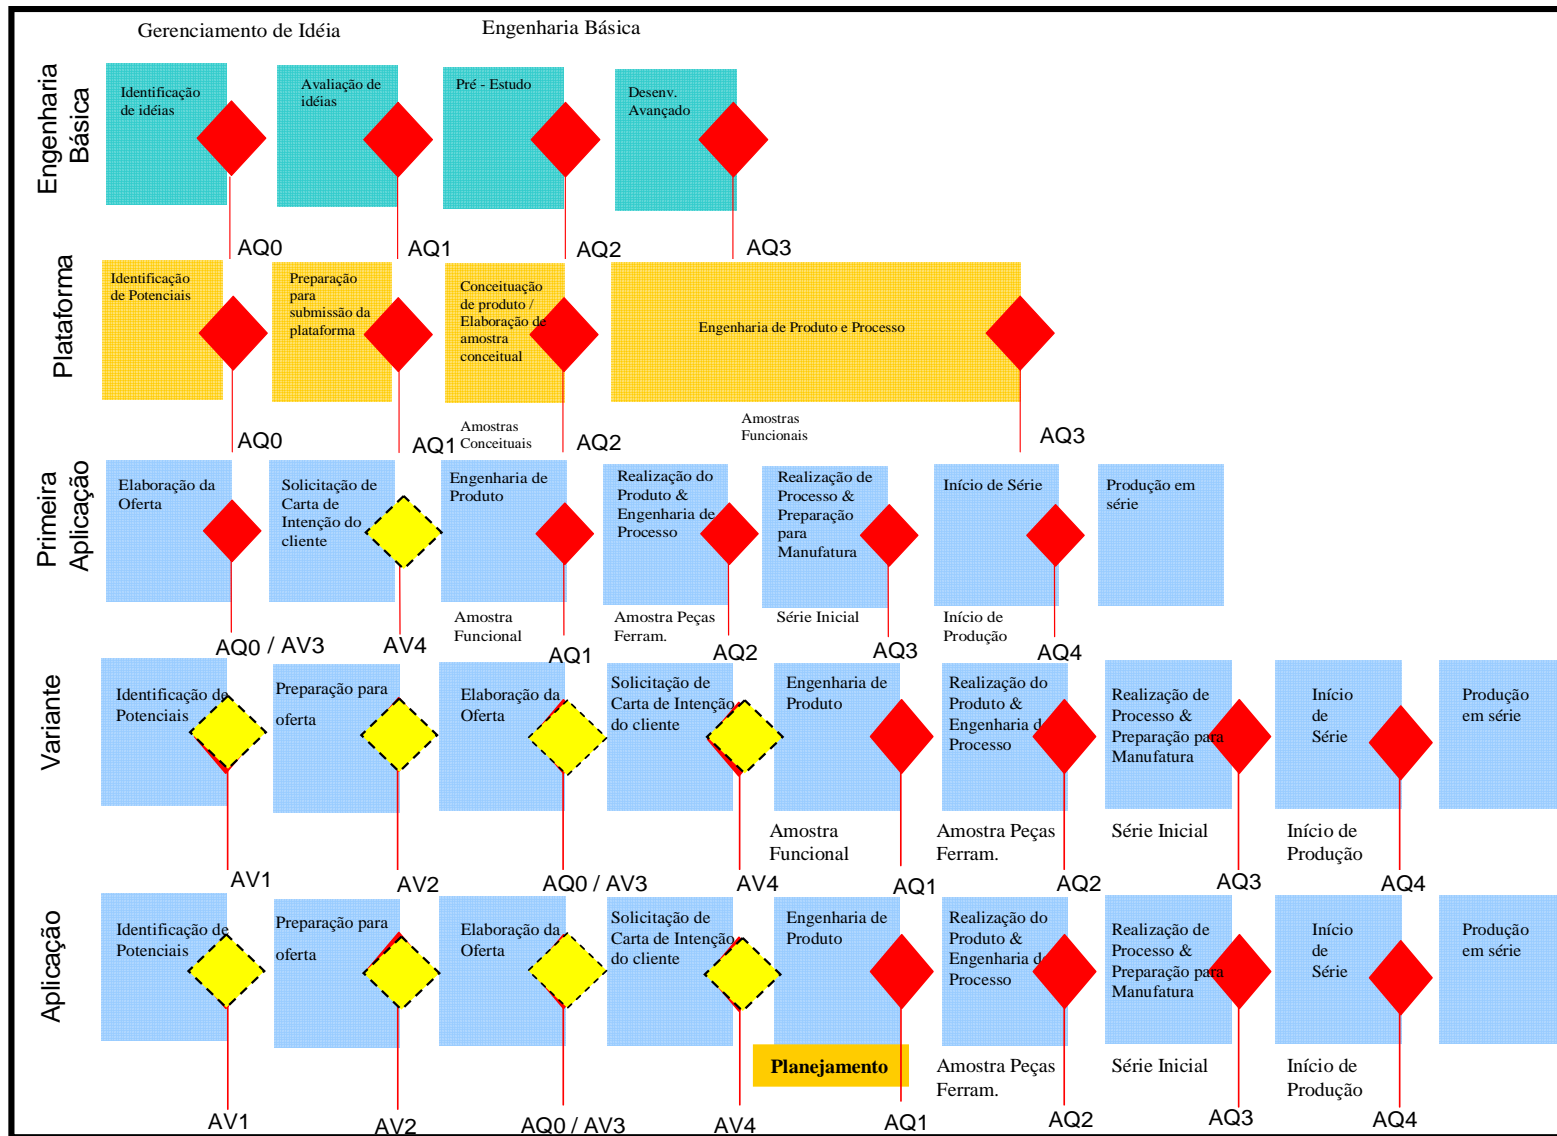 Gerenciamento de Idéia
Engenharia Básica
Engenharia
Básica
Identificação
de idéias
Avaliação de
idéias
Pré - Estudo
Desenv.
Avançado
AQ0
AQ1
AQ2
AQ3
Plataforma
Identificação
de Potenciais
Preparação
para
submissão da
plataforma
Conceituação
de produto /
Elaboração de
amostra
conceitual
Engenharia de Produto e Processo
Amostras
Conceituais
Amostras
Funcionais
AQ0
AQ1
AQ2
AQ3
Primeira
Aplicação
Elaboração da
Oferta
Solicitação de
Carta de
Intenção do
cliente
Engenharia de
Produto
Realização do
Produto &
Engenharia de
Processo
Realização de
Processo &
Preparação
para
Manufatura
Início de Série
Produção em
série
Amostra
Funcional
Amostra Peças
Ferram.
Série Inicial
Início de
Produção
AQ0 / AV3
AV4
AQ1
AQ2
AQ3
AQ4
Variante
Identificação de
Potenciais
Preparação para
oferta
Elaboração da
Oferta
Solicitação de
Carta de Intenção
do cliente
Engenharia de
Produto
Realização do
Produto &
Engenharia de
Processo
Realização de
Processo &
Preparação para
Manufatura
Início
de
Série
Produção
em série
Amostra
Funcional
Amostra Peças
Ferram.
Série Inicial
Início de
Produção
AV1
AV2
AQ0 / AV3
AV4
AQ1
AQ2
AQ3
AQ4
Aplicação
Identificação de
Potenciais
Preparação para
oferta
Elaboração da
Oferta
Solicitação de
Carta de Intenção
do cliente
Engenharia de
Produto
Realização do
Produto &
Engenharia de
Processo
Realização de
Processo &
Preparação para
Manufatura
Início
de
Série
Produção
em série
Planejamento
Amostra Peças
Ferram.
Série Inicial
Início de
Produção
AV1
AV2
AQ0 / AV3
AV4
AQ1
AQ2
AQ3
AQ4